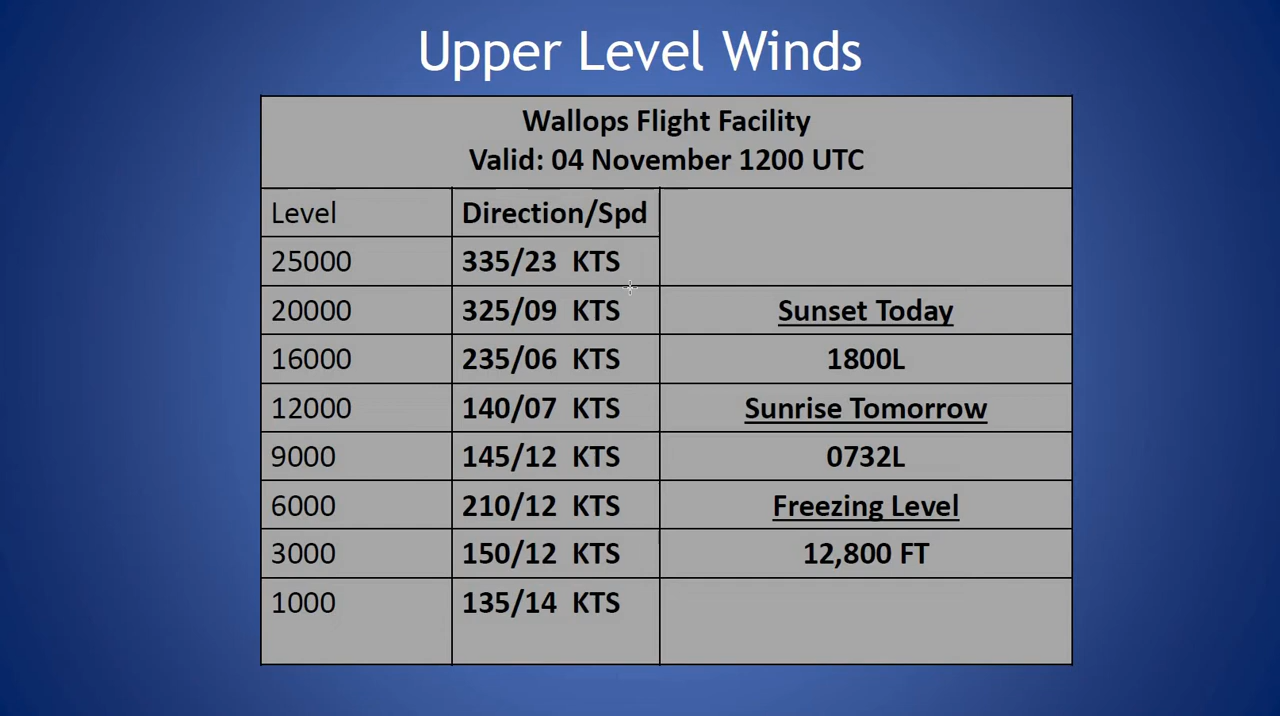 Upper Level Winds
Wallops Flight Facility
Valid: 04 November 1200 UTC
Level Direction/Spd
25000 335/23 KTS
20000 325/09 KTS Sunset Today
16000 235/06 KTS 1800L
12000 140/07 KTS Sunrise Tomorrow
9000 145/12 KTS 0732L
6000 210/12 KTS Freezing Level
3000 150/12 KTS 12,800 FT
1000 135/14 KTS